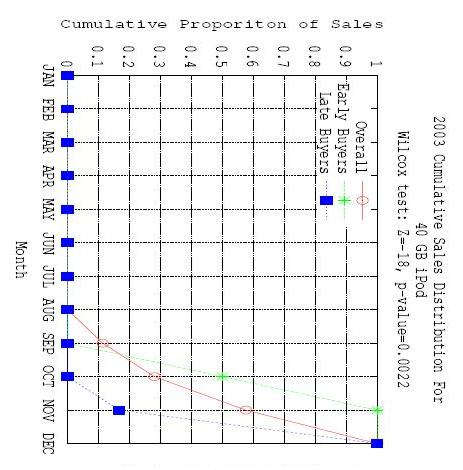 2003 Cumulative Sales Distribution For
40 GB iPod
Wilcox test: Z=-18, p-value=0.0022
Cumulative Proporiton of Sales
1
0.9
0.8
0.7
0.6
0.5
0.4
0.3
0.2
0.1
0
Overall
Early Buyers
Late Buyers
JAN FEB MAR APR MAY JUN JUL AUG SEP OCT NOV DEC
Month